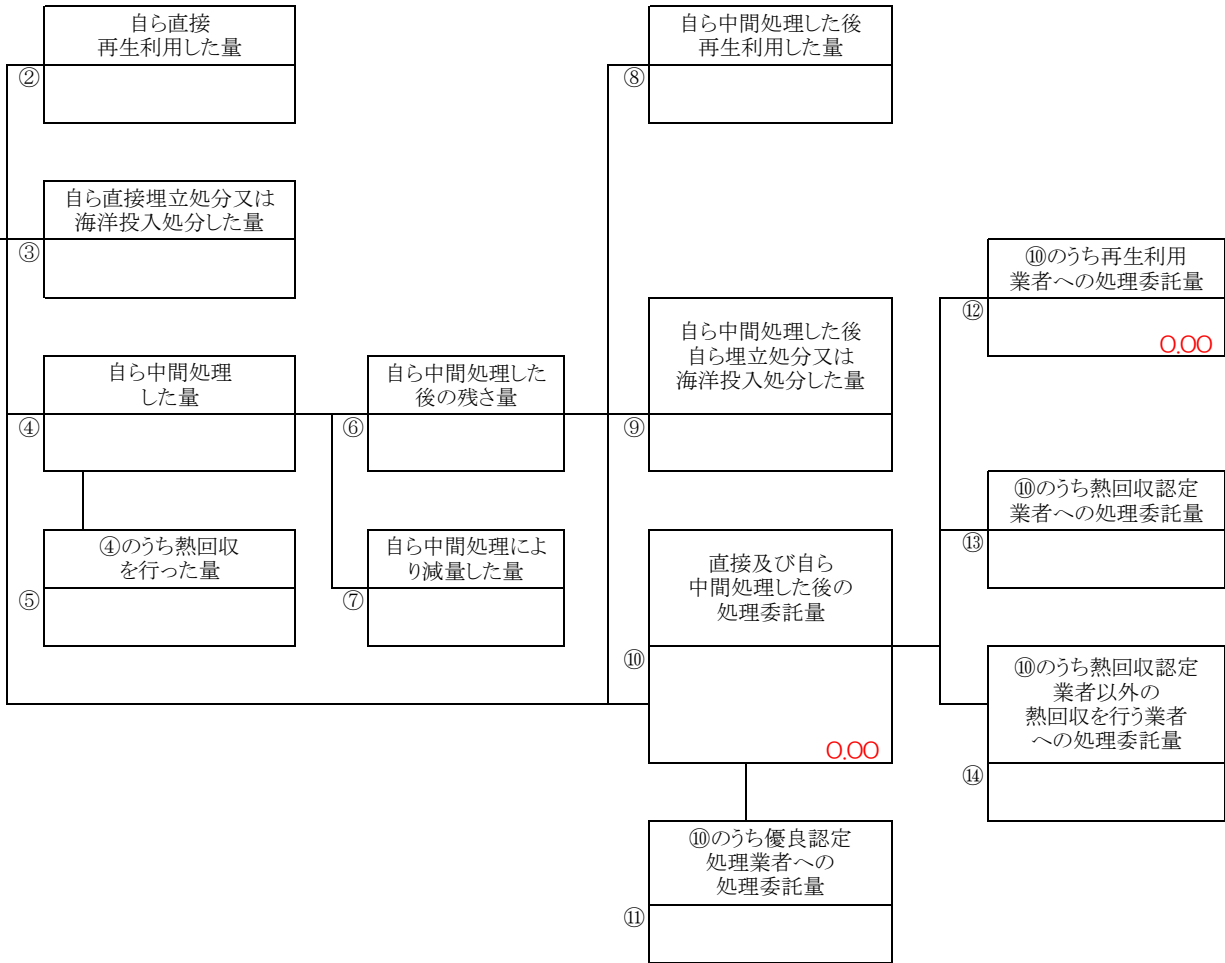 自ら直接
再生利用した量
②
自ら中間処理した後
再生利用した量
⑧
自ら直接埋立処分又は
海洋投入処分した量
③
⑩のうち再生利用
業者への処理委託量
⑫
0.00
自ら中間処理した後
自ら埋立処分又は
海洋投入処分した量
⑨
自ら中間処理
した量
④
自ら中間処理した
後の残さ量
⑥
⑩のうち熱回収認定
業者への処理委託量
⑬
④のうち熱回収
を行った量
⑤
自ら中間処理によ
り減量した量
⑦
直接及び自ら
中間処理した後の
処理委託量
⑩
0.00
⑩のうち熱回収認定
業者以外の
熱回収を行う業者
への処理委託量
⑭
⑩のうち優良認定
処理業者への
処理委託量
⑪